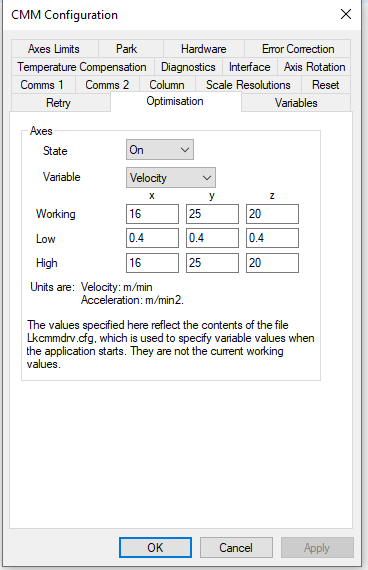 CMM Configuration
Axes Limits Park Hardware Error Correction
Temperature Compensation Diagnostics Interface Axis Rotation
Comms 1 Comms 2 Column Scale Resolutions Reset
Retry Optimisation Variables
Axes
State On
Variable Velocity
x y z
Working 16 25 20
Low 0.4 0.4 0.4
High 16 25 20
Units are: Velocity: m/min
Acceleration: m/min2.
The values specified here reflect the contents of the file
Lkcmmdrv.cfg, which is used to specify variable values when
the application starts. They are not the current working
values.
OK Cancel Apply